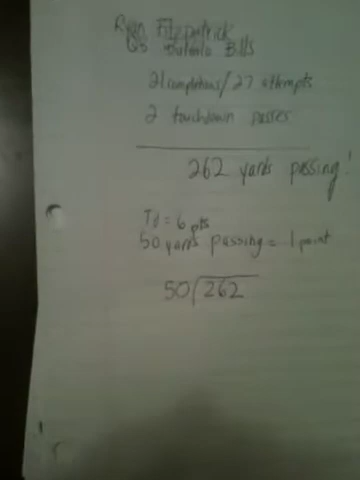 Ryan Fitzpatrick
QB Buffalo Bills
21 completions/27 attempts
2 touchdown passes
262 yards passing!
Td = 6 pts
50 yards passing = 1 point
50)262